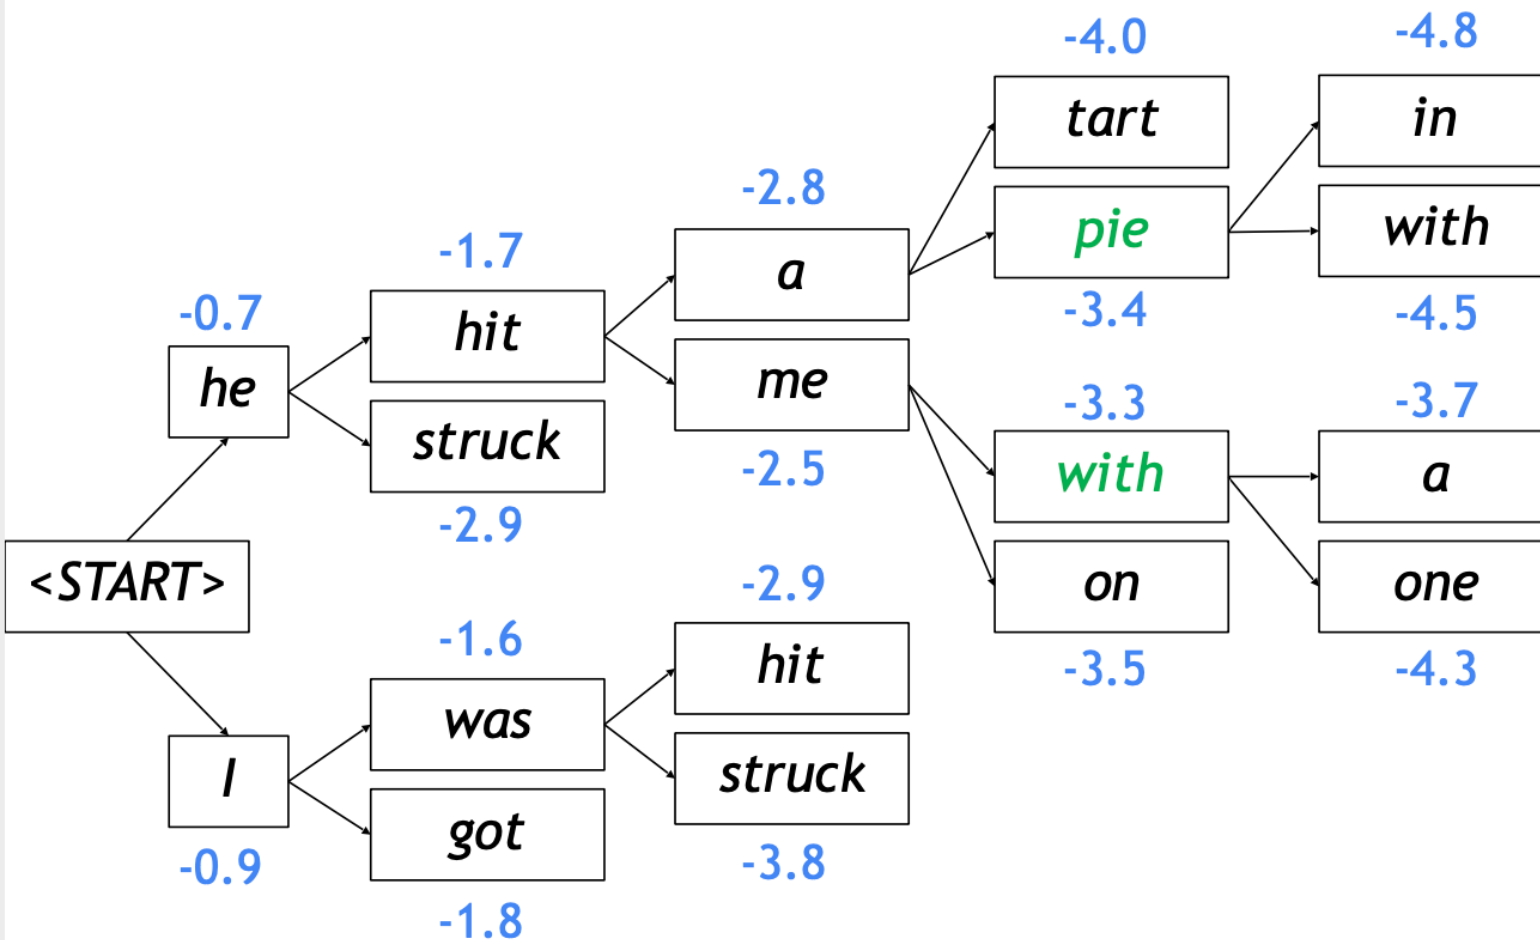 -4.0
-4.8
tart
in
-2.8
pie
with
-1.7
a
-3.4
-4.5
-0.7
hit
he
me
-3.3
-3.7
struck
-2.5
with
a
-2.9
<START>
-2.9
on
one
-1.6
hit
-3.5
-4.3
was
I
struck
got
-0.9
-3.8
-1.8